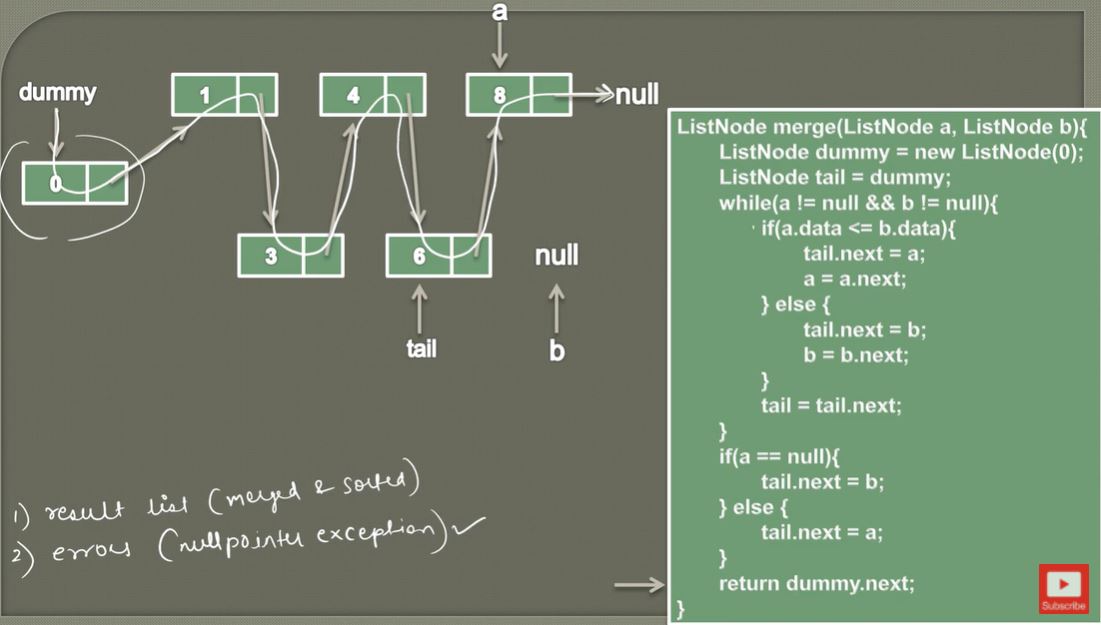 a
dummy
1
4
8
null
0
3
6
null
tail
b
ListNode merge(ListNode a, ListNode b){
ListNode dummy = new ListNode(0);
ListNode tail = dummy;
while(a != null && b != null){
if(a.data <= b.data){
tail.next = a;
a = a.next;
} else {
tail.next = b;
b = b.next;
}
tail = tail.next;
}
if(a == null){
tail.next = b;
} else {
tail.next = a;
}
return dummy.next;
}
1) result list (merged & sorted)
2) errors (nullpointer exception) ✓
Subscribe